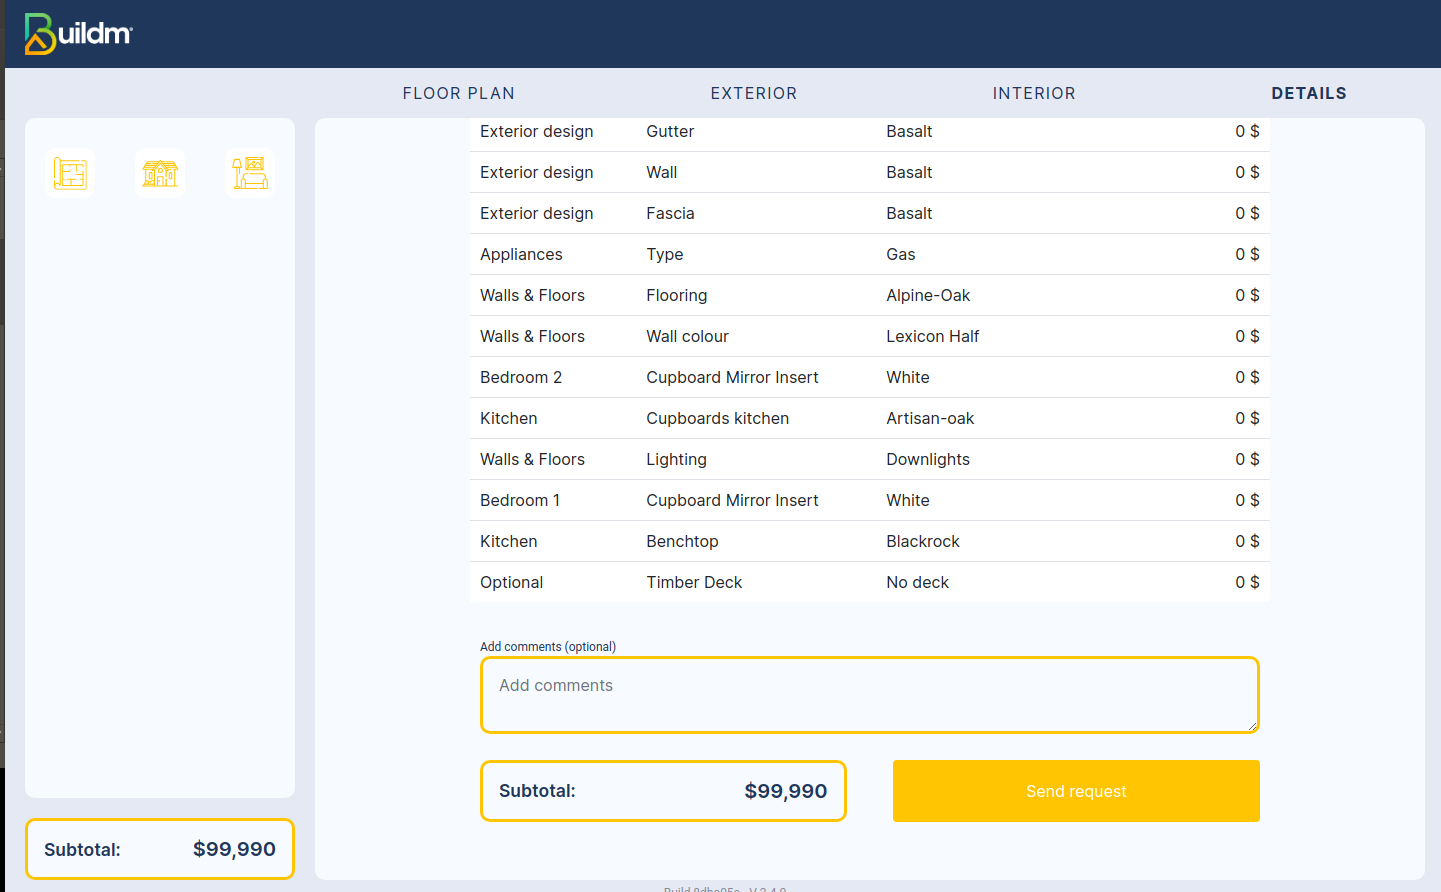 Buildm
FLOOR PLAN EXTERIOR INTERIOR DETAILS
Exterior design Gutter Basalt 0 $
Exterior design Wall Basalt 0 $
Exterior design Fascia Basalt 0 $
Appliances Type Gas 0 $
Walls & Floors Flooring Alpine-Oak 0 $
Walls & Floors Wall colour Lexicon Half 0 $
Bedroom 2 Cupboard Mirror Insert White 0 $
Kitchen Cupboards kitchen Artisan-oak 0 $
Walls & Floors Lighting Downlights 0 $
Bedroom 1 Cupboard Mirror Insert White 0 $
Kitchen Benchtop Blackrock 0 $
Optional Timber Deck No deck 0 $
Add comments (optional)
Add comments
Subtotal: $99,990
Send request
Subtotal: $99,990
Build